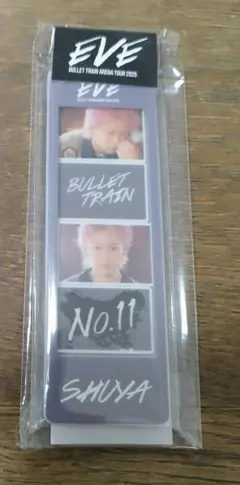 EVE
BULLET TRAIN ARENA TOUR 2025
EVE
BULLET
TRAIN
No.11
SHUYA